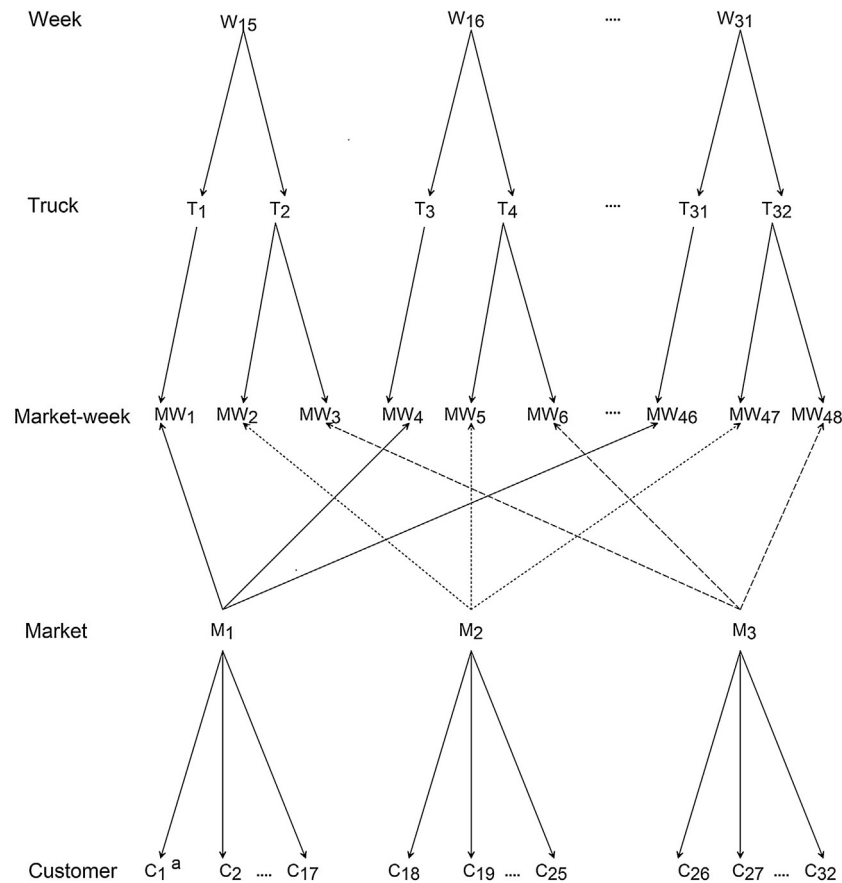 Week W15 W16 .... W31
Truck T1 T2 T3 T4 .... T31 T32
Market-week MW1 MW2 MW3 MW4 MW5 MW6 .... MW46 MW47 MW48
Market M1 M2 M3
Customer C1 a C2 .... C17 C18 C19 .... C25 C26 C27 .... C32